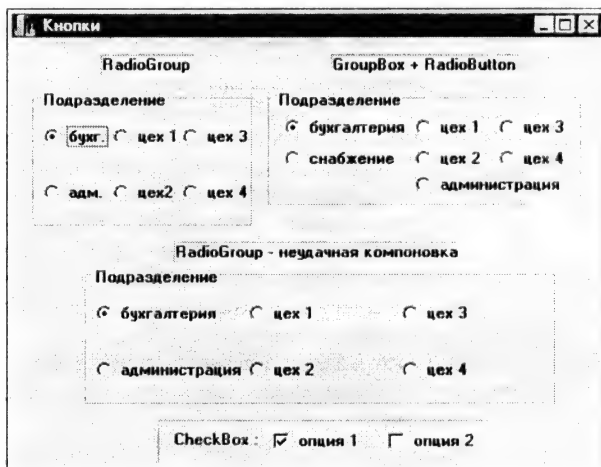 Кнопки
RadioGroup
GroupBox + RadioButton
Подразделение
бухг. цех 1 цех 3
адм. цех2 цех 4
Подразделение
бухгалтерия цех 1 цех 3
снабжение цех 2 цех 4
администрация
RadioGroup - неудачная компоновка
Подразделение
бухгалтерия цех 1 цех 3
администрация цех 2 цех 4
CheckBox : опция 1 опция 2